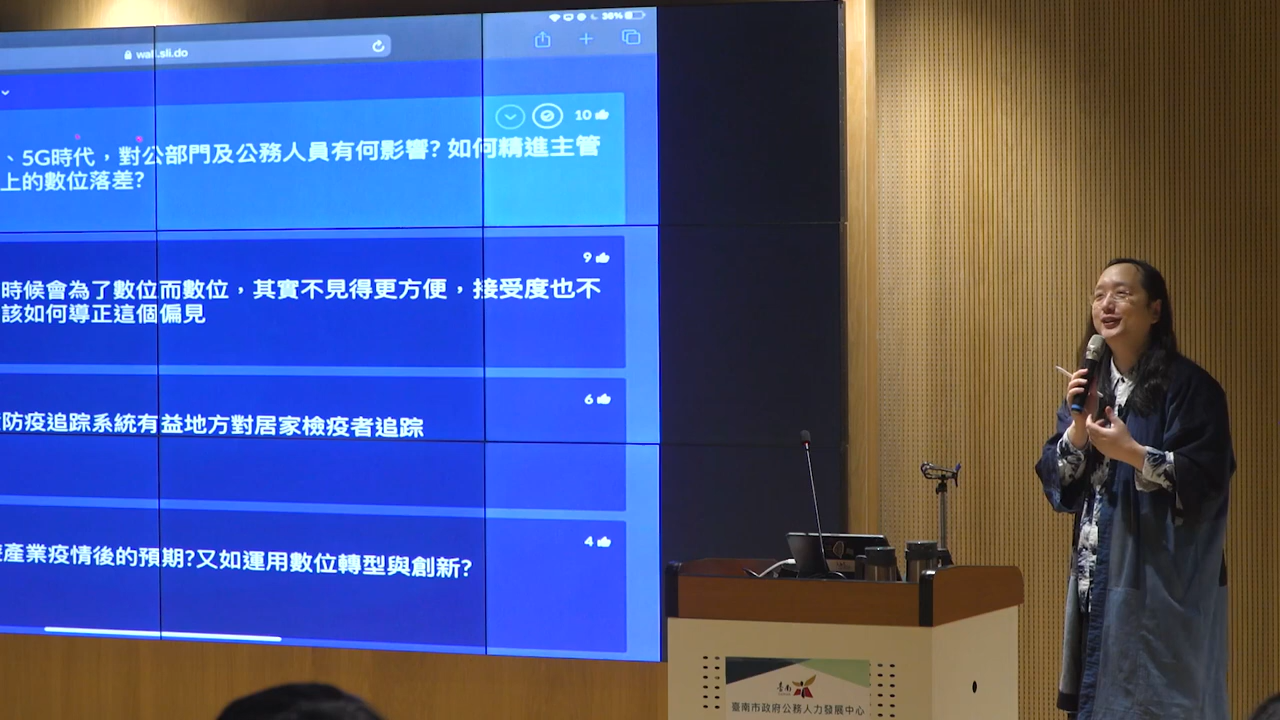 36%
wall.sli.do
10
、5G時代，對公部門及公務人員有何影響? 如何精進主管
上的數位落差?
9
時候會為了數位而數位，其實不見得更方便，接受度也不
該如何導正這個偏見
6
防疫追踪系統有益地方對居家檢疫者追踪
4
產業疫情後的預期?又如運用數位轉型與創新?
臺南
臺南市政府公務人力發展中心